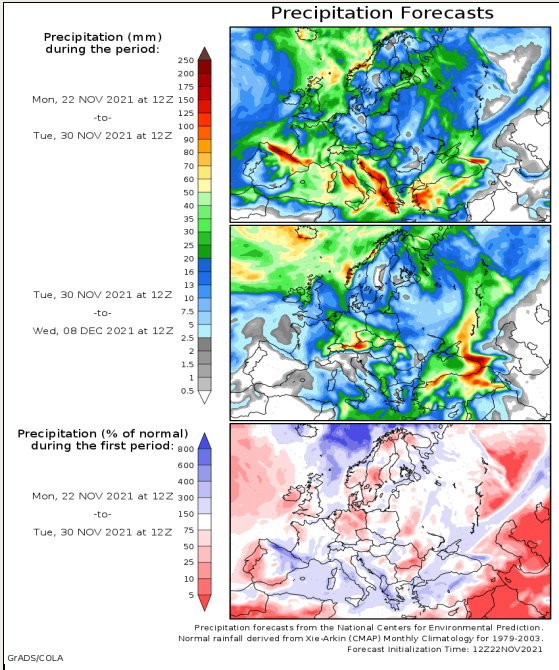 Precipitation Forecasts
Precipitation (mm)
during the period:
Mon, 22 NOV 2021 at 12Z
-to-
Tue, 30 NOV 2021 at 12Z
250
200
175
150
125
100
90
80
70
60
50
40
35
30
25
20
16
13
10
7.5
5
2.5
2
1.5
1
0.5
Tue, 30 NOV 2021 at 12Z
-to-
Wed, 08 DEC 2021 at 12Z
Precipitation (% of normal)
during the first period:
Mon, 22 NOV 2021 at 12Z
-to-
Tue, 30 NOV 2021 at 12Z
800
600
400
300
150
75
50
25
10
5
Precipitation forecasts from the National Centers for Environmental Prediction.
Normal rainfall derived from Xie-Arkin (CMAP) Monthly Climatology for 1979-2003.
Forecast Initialization Time: 12Z22NOV2021
GrADS/COLA